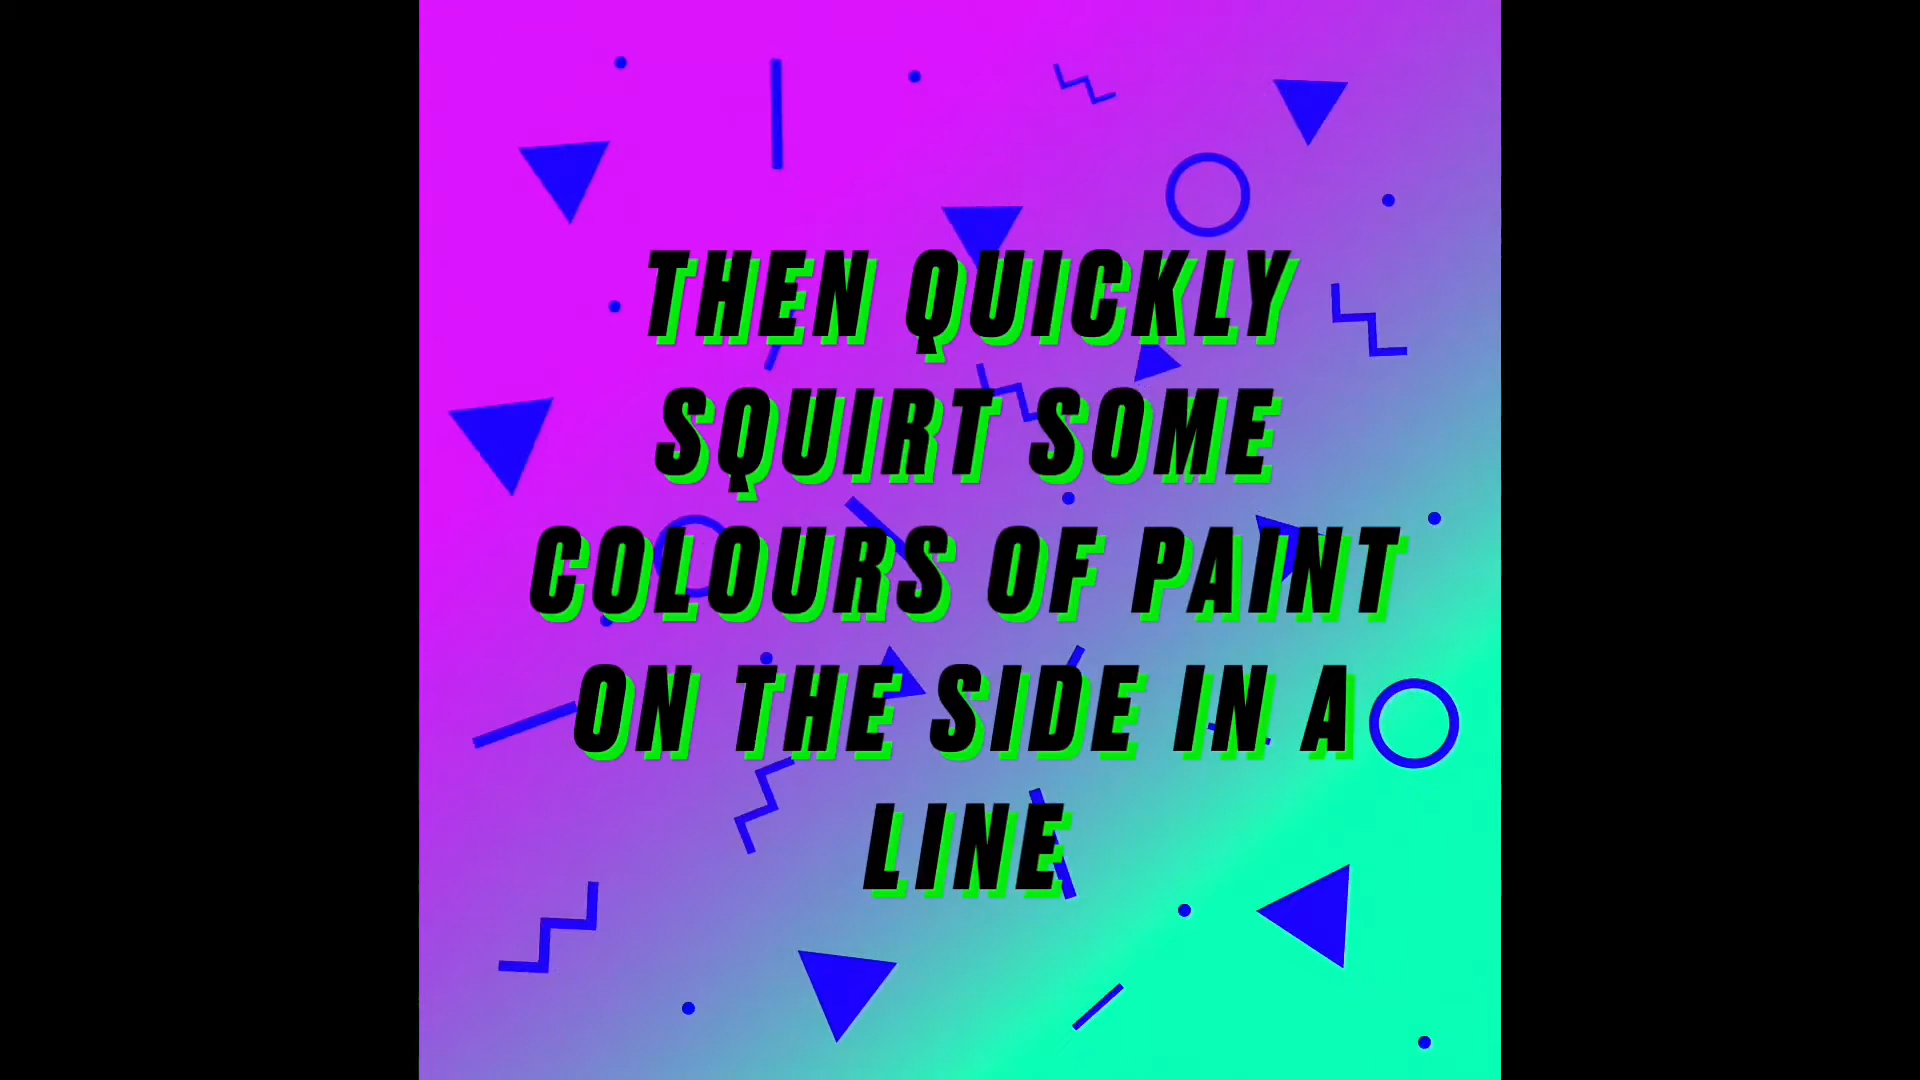 THEN QUICKLY
SQUIRT SOME
COLOURS OF PAINT
ON THE SIDE IN A
LINE